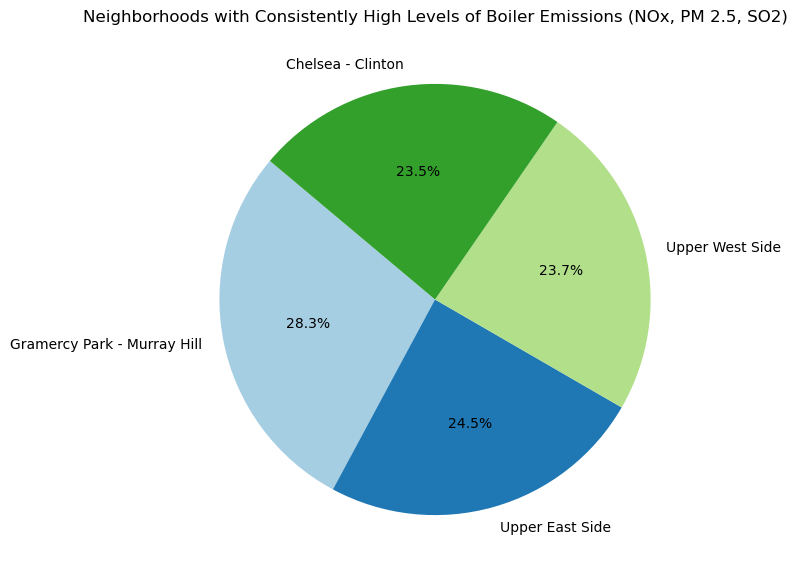 Neighborhoods with Consistently High Levels of Boiler Emissions (NOx, PM 2.5, SO2)
Chelsea - Clinton
23.5%
Upper West Side
23.7%
28.3%
Gramercy Park - Murray Hill
24.5%
Upper East Side